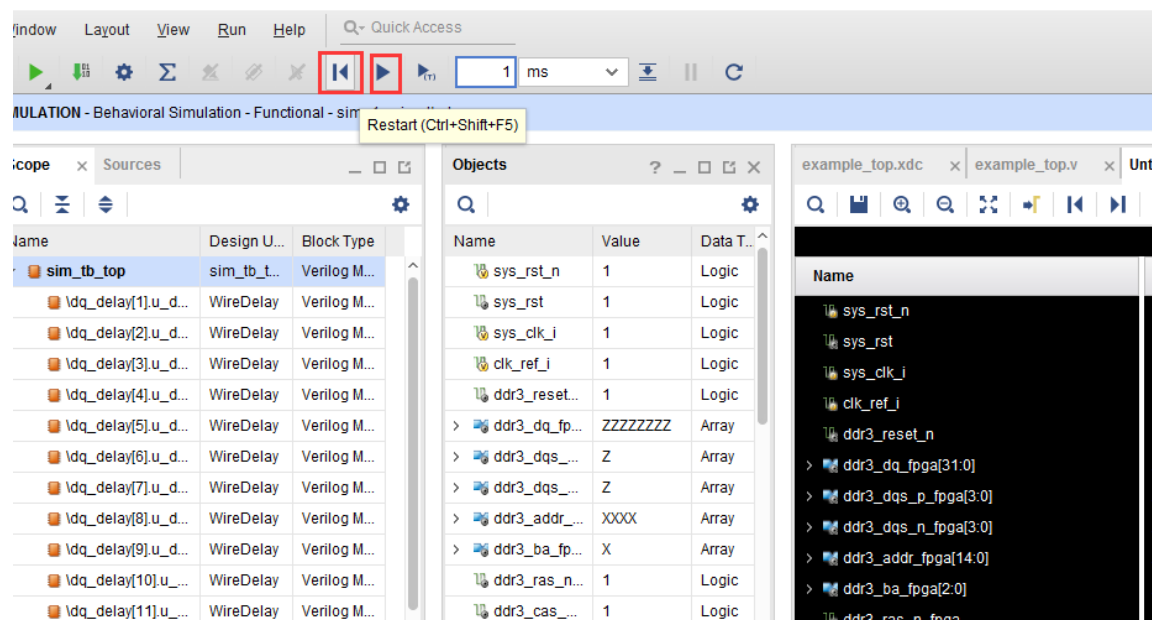 Window Layout View Run Help Quick Access
1 ms
MULATION - Behavioral Simulation - Functional - sim
Restart (Ctrl+Shift+F5)
Scope Sources
Name Design U... Block Type
sim_tb_top sim_tb_t... Verilog M...
\dq_delay[1].u_d... WireDelay Verilog M...
\dq_delay[2].u_d... WireDelay Verilog M...
\dq_delay[3].u_d... WireDelay Verilog M...
\dq_delay[4].u_d... WireDelay Verilog M...
\dq_delay[5].u_d... WireDelay Verilog M...
\dq_delay[6].u_d... WireDelay Verilog M...
\dq_delay[7].u_d... WireDelay Verilog M...
\dq_delay[8].u_d... WireDelay Verilog M...
\dq_delay[9].u_d... WireDelay Verilog M...
\dq_delay[10].u_... WireDelay Verilog M...
\dq_delay[11].u_... WireDelay Verilog M...
Objects
Name Value Data T...
sys_rst_n 1 Logic
sys_rst 1 Logic
sys_clk_i 1 Logic
clk_ref_i 1 Logic
ddr3_reset... 1 Logic
ddr3_dq_fp... ZZZZZZZZ Array
ddr3_dqs_... Z Array
ddr3_dqs_... Z Array
ddr3_addr_... XXXX Array
ddr3_ba_fp... X Array
ddr3_ras_n... 1 Logic
ddr3_cas_... 1 Logic
example_top.xdc example_top.v Unt
Name
sys_rst_n
sys_rst
sys_clk_i
clk_ref_i
ddr3_reset_n
ddr3_dq_fpga[31:0]
ddr3_dqs_p_fpga[3:0]
ddr3_dqs_n_fpga[3:0]
ddr3_addr_fpga[14:0]
ddr3_ba_fpga[2:0]
ddr3_ras_n_fpga